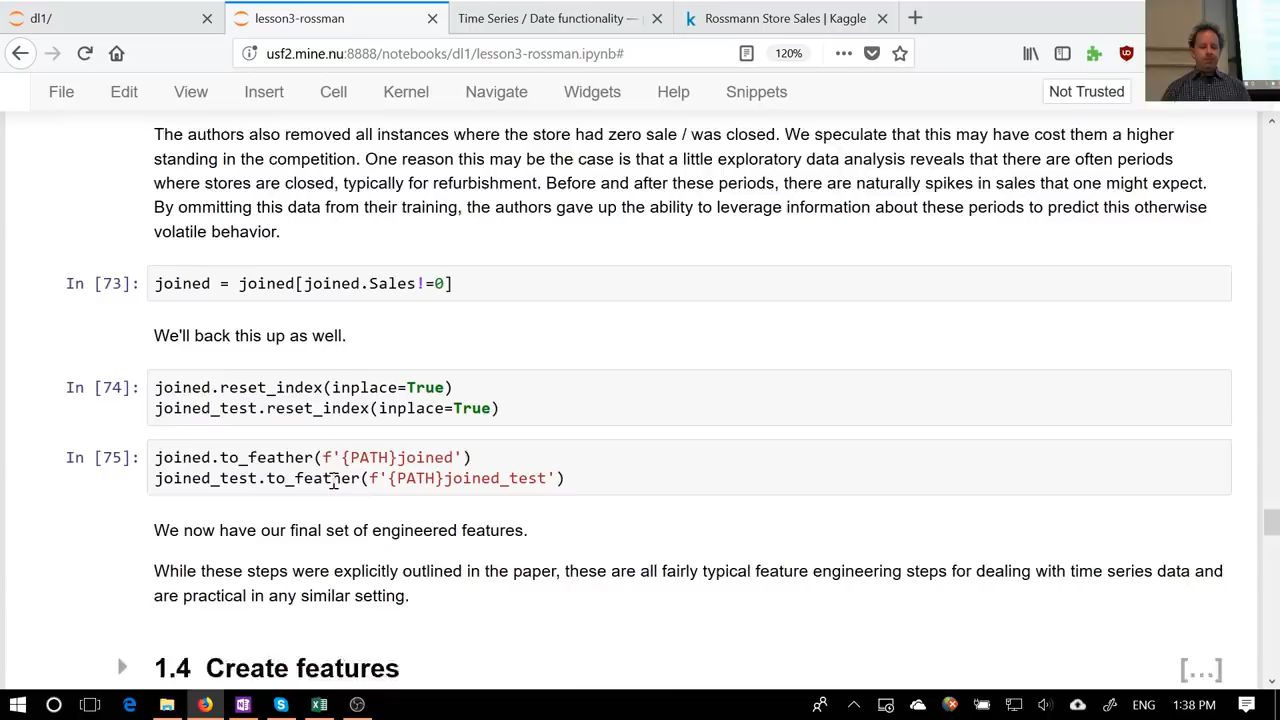 dl1/
lesson3-rossman
Time Series / Date functionality —
Rossmann Store Sales | Kaggle
usf2.mine.nu:8888/notebooks/dl1/lesson3-rossman.ipynb#
120%
File Edit View Insert Cell Kernel Navigate Widgets Help Snippets
Not Trusted
The authors also removed all instances where the store had zero sale / was closed. We speculate that this may have cost them a higher
standing in the competition. One reason this may be the case is that a little exploratory data analysis reveals that there are often periods
where stores are closed, typically for refurbishment. Before and after these periods, there are naturally spikes in sales that one might expect.
By ommitting this data from their training, the authors gave up the ability to leverage information about these periods to predict this otherwise
volatile behavior.
In [73]: joined = joined[joined.Sales!=0]
We'll back this up as well.
In [74]: joined.reset_index(inplace=True)
joined_test.reset_index(inplace=True)
In [75]: joined.to_feather(f'{PATH}joined')
joined_test.to_feather(f'{PATH}joined_test')
We now have our final set of engineered features.
While these steps were explicitly outlined in the paper, these are all fairly typical feature engineering steps for dealing with time series data and
are practical in any similar setting.
1.4 Create features
[...]
ENG 1:38 PM